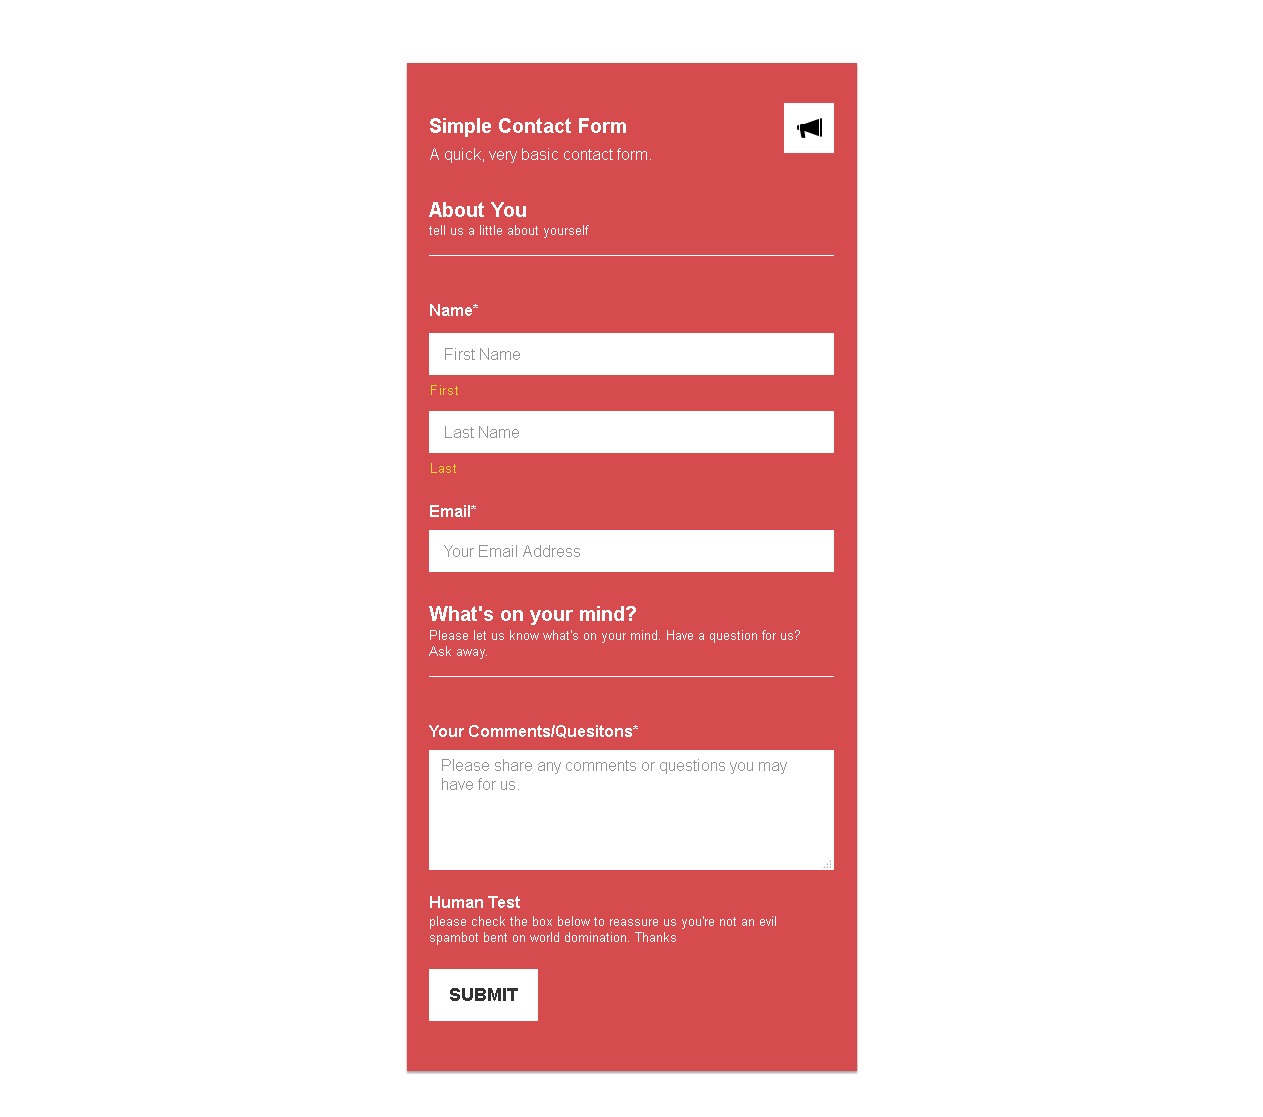 Simple Contact Form
A quick, very basic contact form.
About You
tell us a little about yourself
Name*
First Name
First
Last Name
Last
Email*
Your Email Address
What's on your mind?
Please let us know what's on your mind. Have a question for us?
Ask away.
Your Comments/Quesitons*
Please share any comments or questions you may
have for us.
Human Test
please check the box below to reassure us you're not an evil
spambot bent on world domination. Thanks
SUBMIT